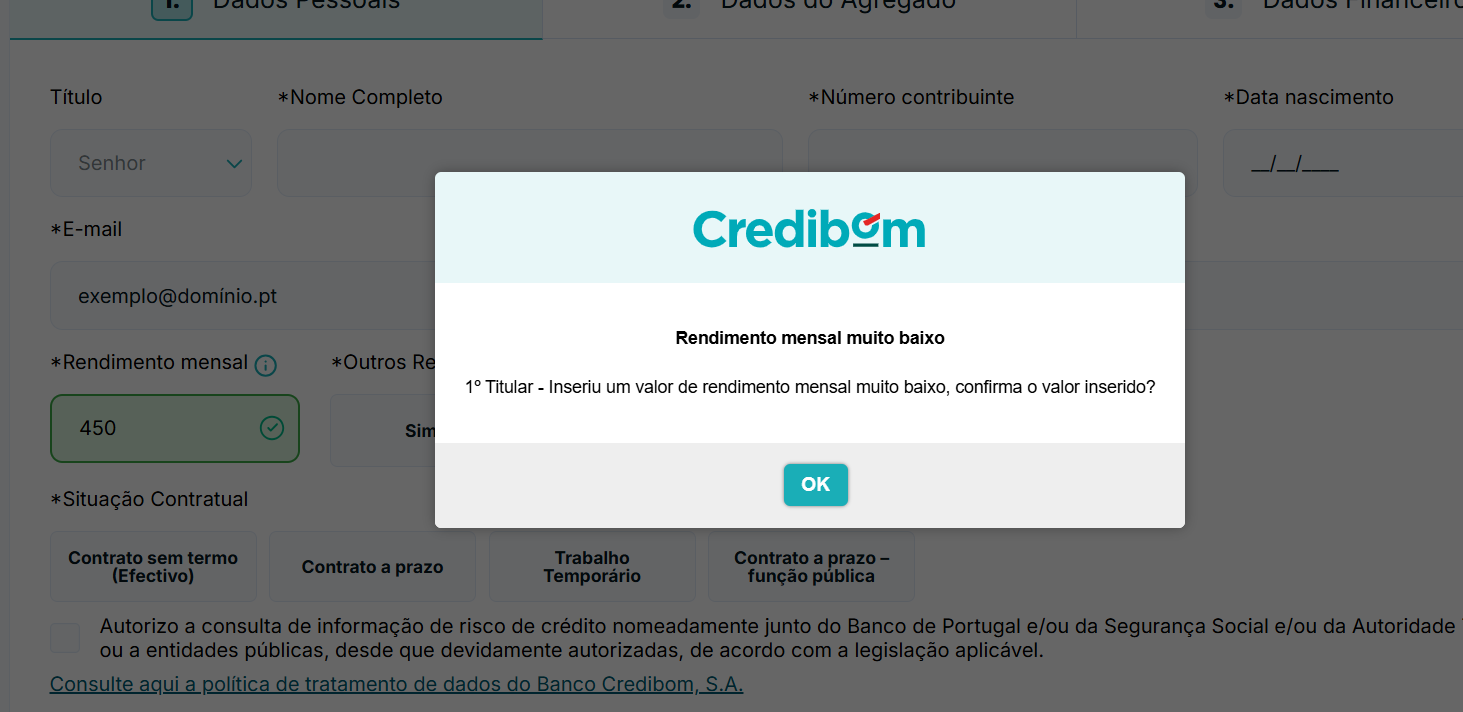 1. Dados Pessoais
2. Dados do Agregado
3. Dados Financeiro
Título
*Nome Completo
*Número contribuinte
*Data nascimento
Senhor
__/__/____
*E-mail
exemplo@domínio.pt
Credibom
Rendimento mensal muito baixo
1º Titular - Inseriu um valor de rendimento mensal muito baixo, confirma o valor inserido?
OK
*Rendimento mensal
*Outros Re
450
Sim
*Situação Contratual
Contrato sem termo
(Efectivo)
Contrato a prazo
Trabalho
Temporário
Contrato a prazo –
função pública
Autorizo a consulta de informação de risco de crédito nomeadamente junto do Banco de Portugal e/ou da Segurança Social e/ou da Autoridade
ou a entidades públicas, desde que devidamente autorizadas, de acordo com a legislação aplicável.
Consulte aqui a política de tratamento de dados do Banco Credibom, S.A.